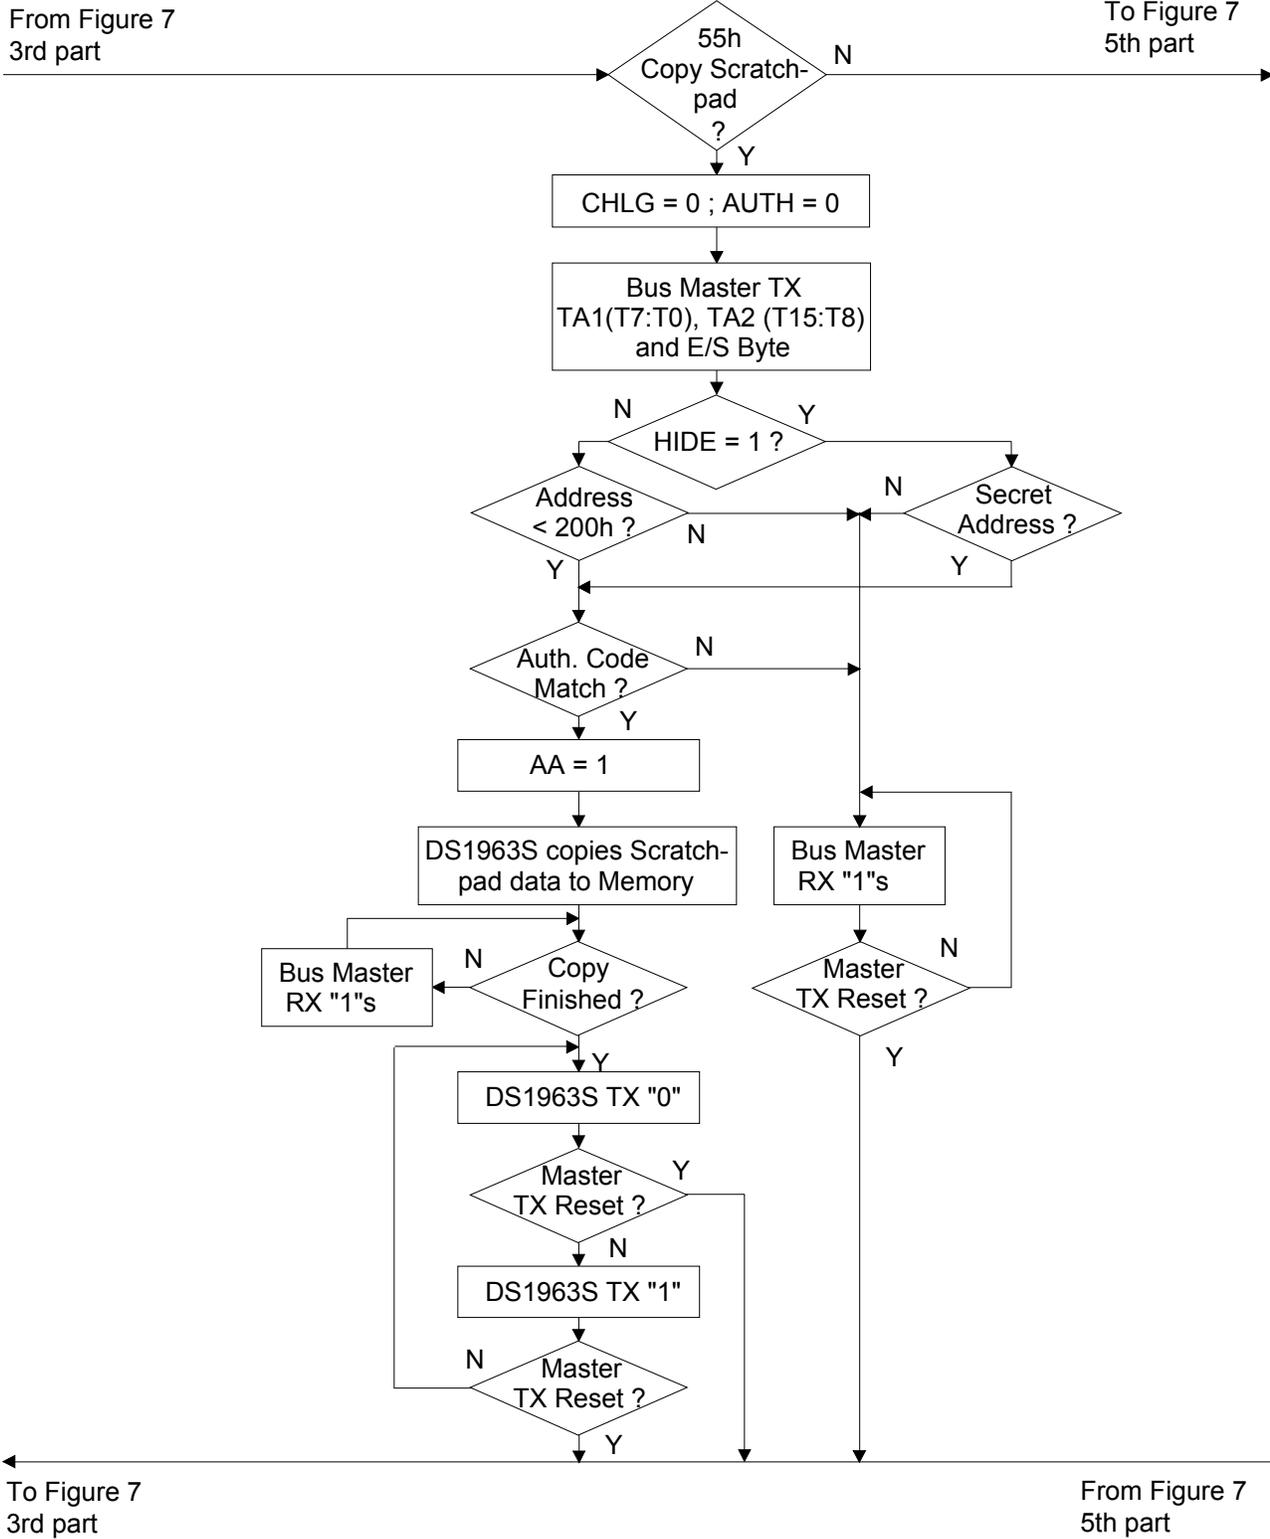 From Figure 7
3rd part
To Figure 7
5th part
55h
Copy Scratch-
pad
?
N
Y
CHLG = 0 ; AUTH = 0
Bus Master TX
TA1(T7:T0), TA2 (T15:T8)
and E/S Byte
N
Y
HIDE = 1 ?
Address
< 200h ?
N
Y
Secret
Address ?
N
Y
Auth. Code
Match ?
N
Y
AA = 1
DS1963S copies Scratch-
pad data to Memory
Bus Master
RX "1"s
Bus Master
RX "1"s
N
Copy
Finished ?
Y
Master
TX Reset ?
N
Y
DS1963S TX "0"
Master
TX Reset ?
Y
N
DS1963S TX "1"
N
Master
TX Reset ?
Y
To Figure 7
3rd part
From Figure 7
5th part